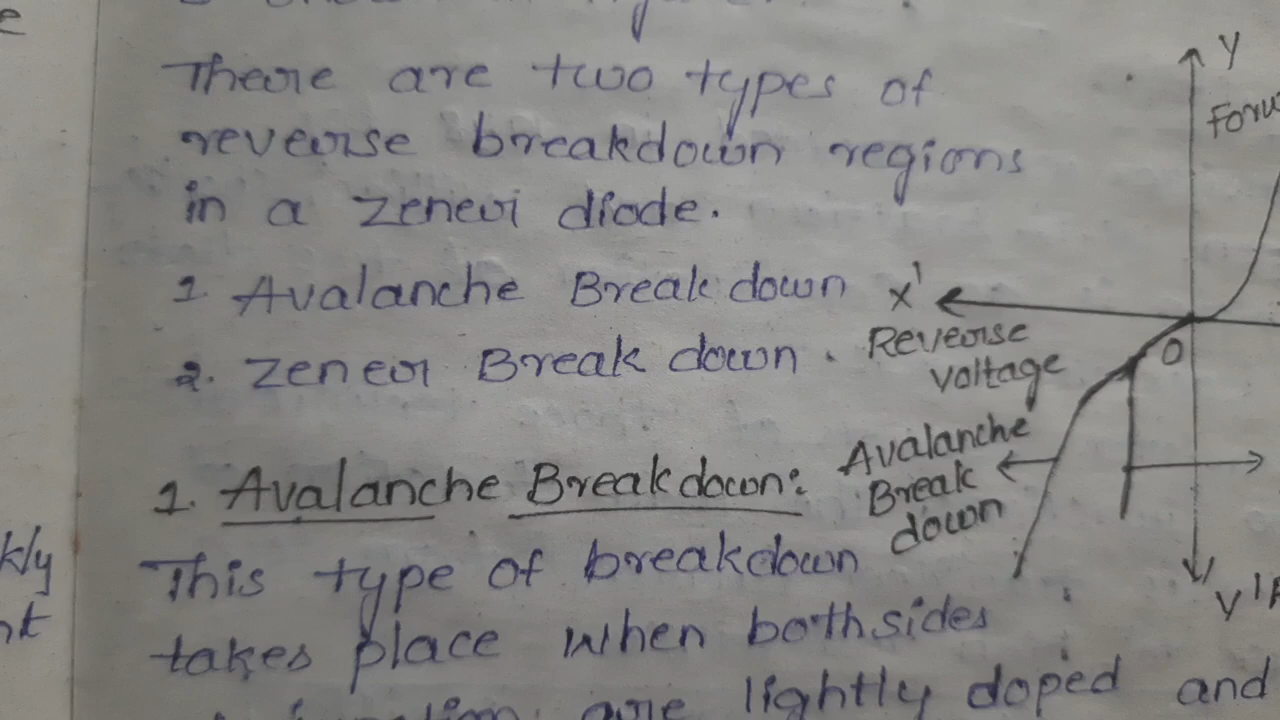 There are two types of
reverse breakdown regions
in a zener diode.
1 Avalanche Break down
2. Zener Break down.
1. Avalanche Breakdown:
This type of breakdown
takes place when both sides
are lightly doped and
Y
X'
Reverse
voltage
O
Avalanche
Break
down
Y'
kly